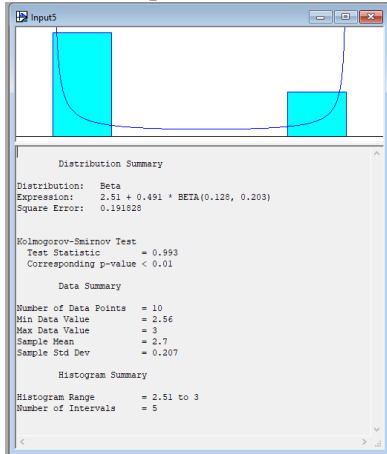 Input5
Distribution Summary
Distribution: Beta
Expression: 2.51 + 0.491 * BETA(0.128, 0.203)
Square Error: 0.191828
Kolmogorov-Smirnov Test
Test Statistic = 0.993
Corresponding p-value < 0.01
Data Summary
Number of Data Points = 10
Min Data Value = 2.56
Max Data Value = 3
Sample Mean = 2.7
Sample Std Dev = 0.207
Histogram Summary
Histogram Range = 2.51 to 3
Number of Intervals = 5